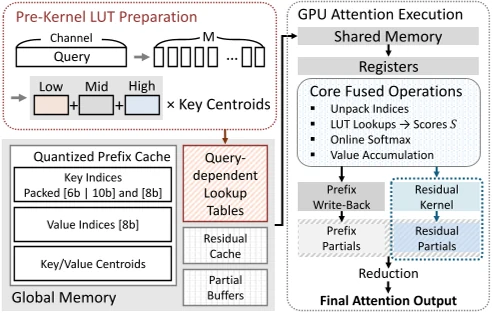 Pre-Kernel LUT Preparation
Channel
Query
M
...
Low + Mid + High × Key Centroids
Quantized Prefix Cache
Key Indices
Packed [6b | 10b] and [8b]
Value Indices [8b]
Key/Value Centroids
Global Memory
Query-
dependent
Lookup
Tables
Residual
Cache
Partial
Buffers
GPU Attention Execution
Shared Memory
Registers
Core Fused Operations
▪ Unpack Indices
▪ LUT Lookups → Scores S
▪ Online Softmax
▪ Value Accumulation
Prefix
Write-Back
Residual
Kernel
Prefix
Partials
Residual
Partials
Reduction
Final Attention Output